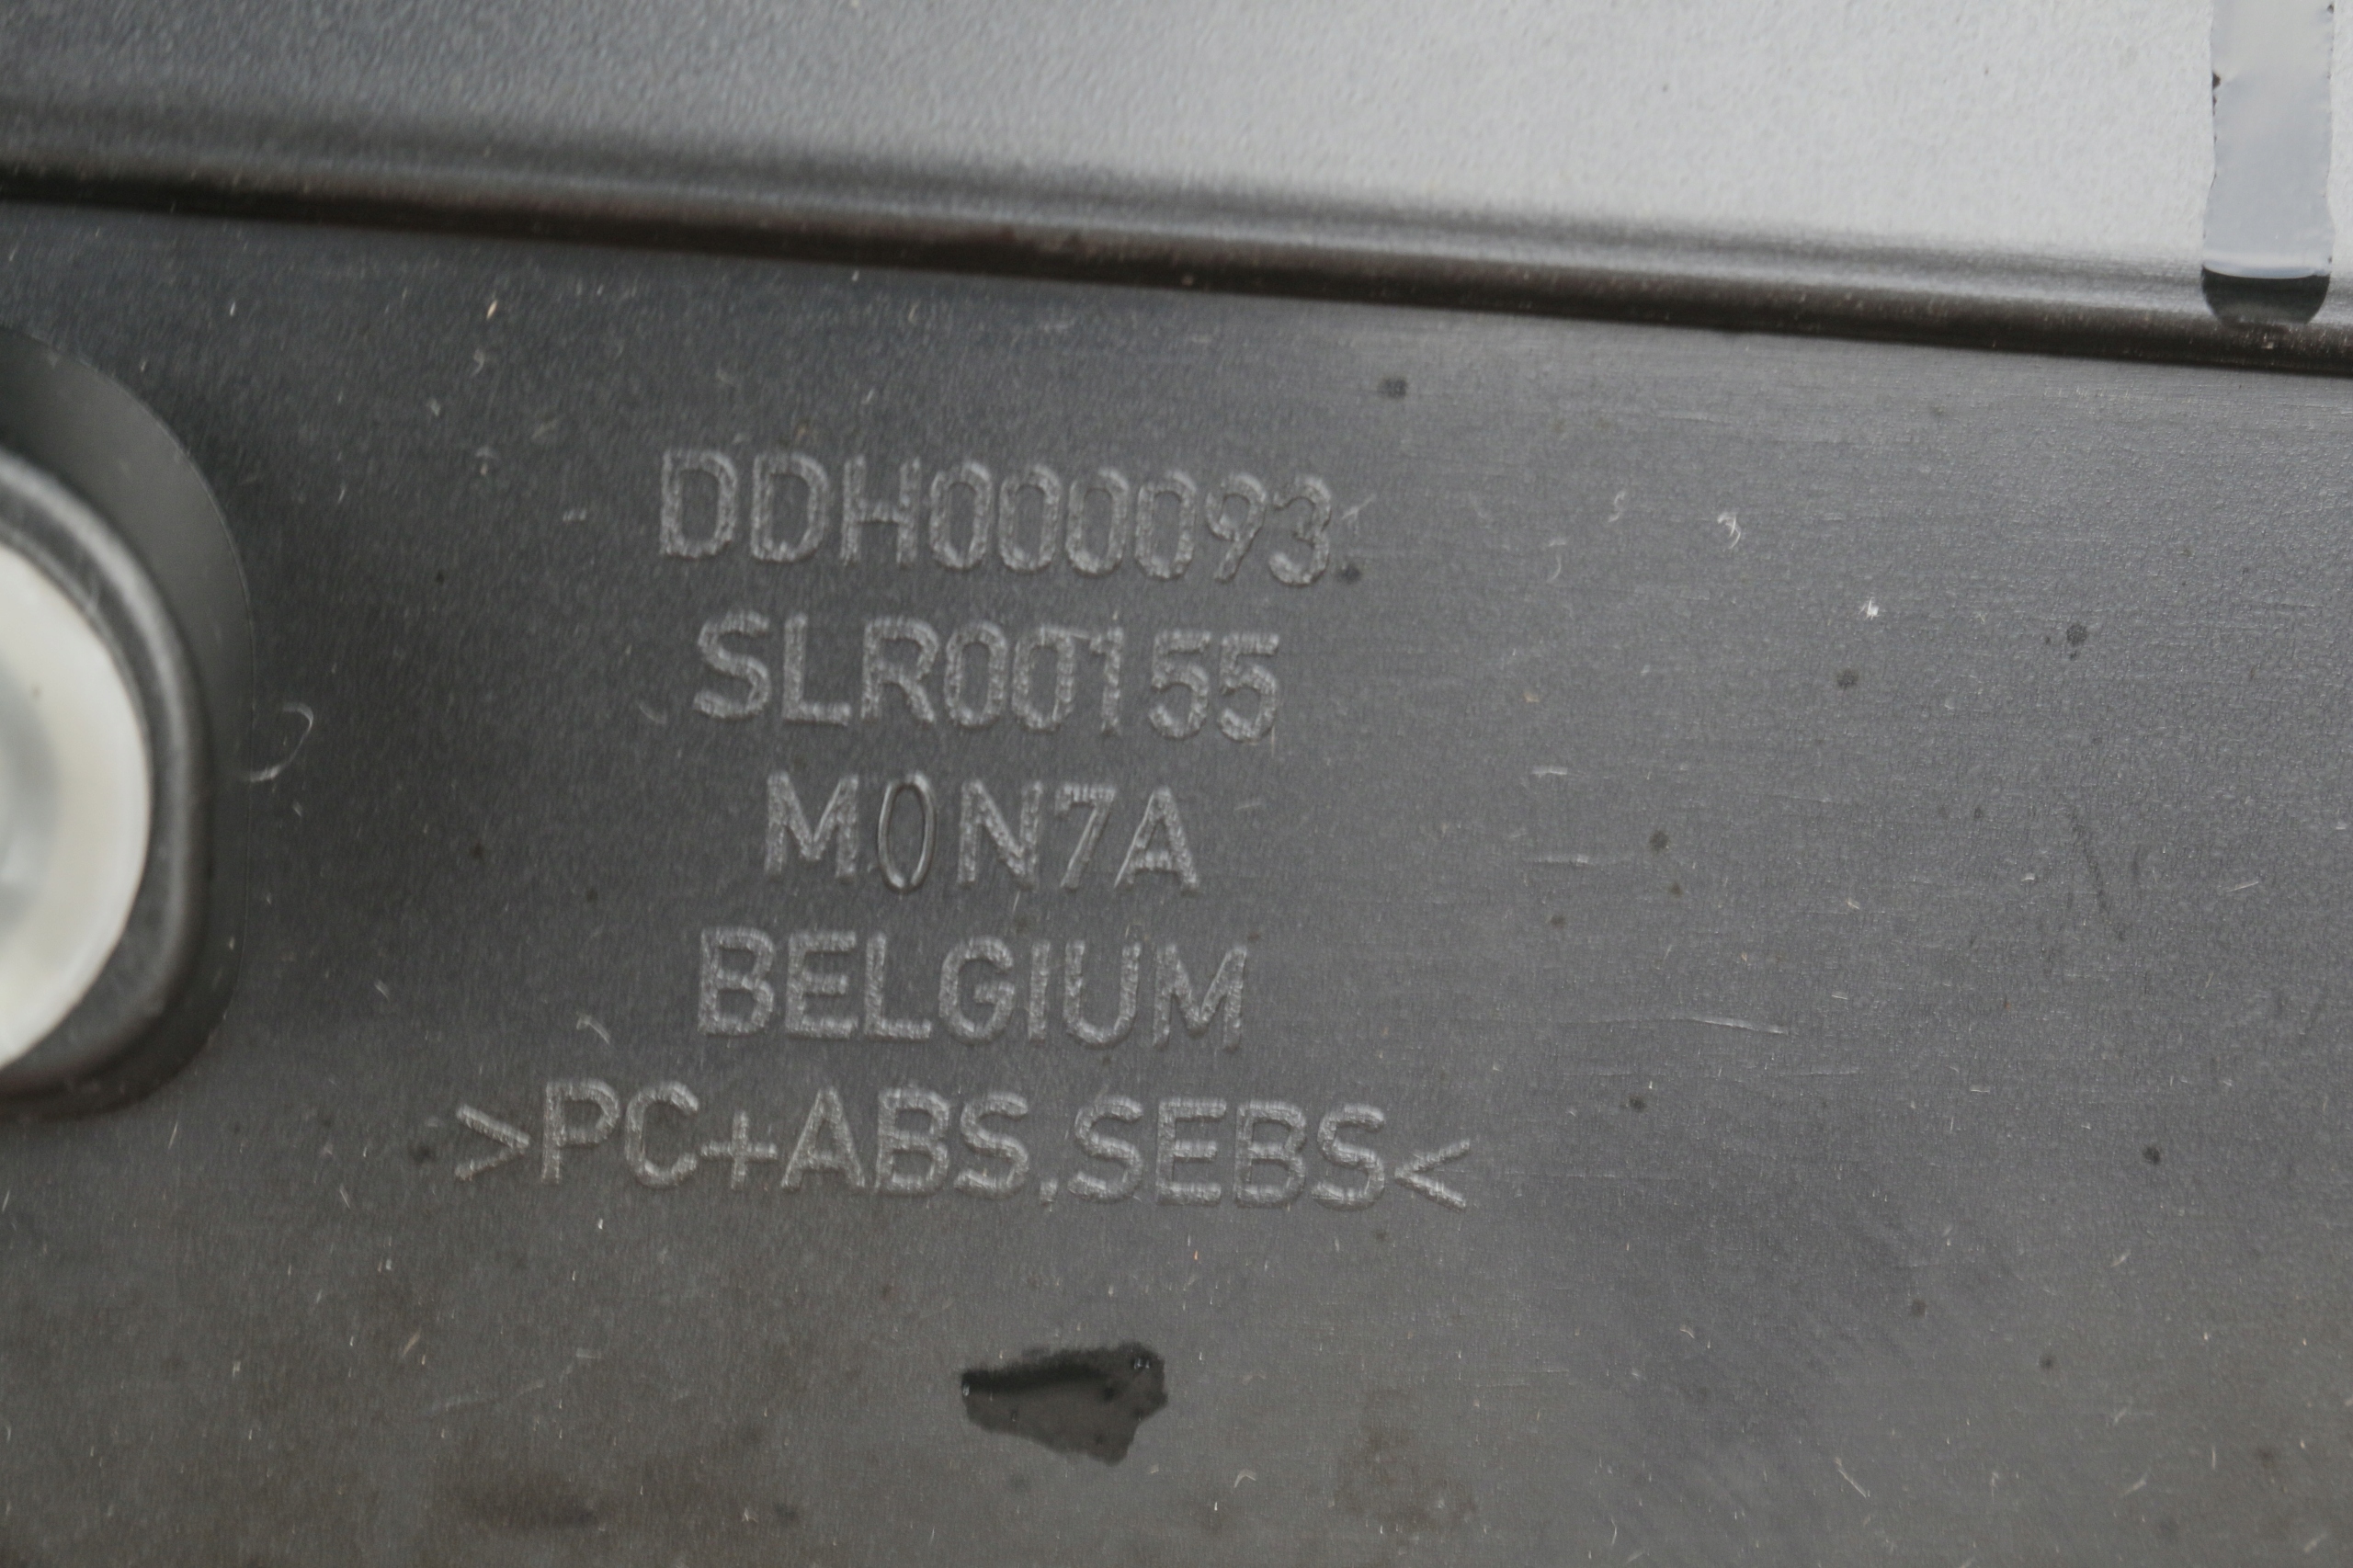 DDH000093
SLR00155
M0N7A
BELGIUM
>PC+ABS,SEBS<